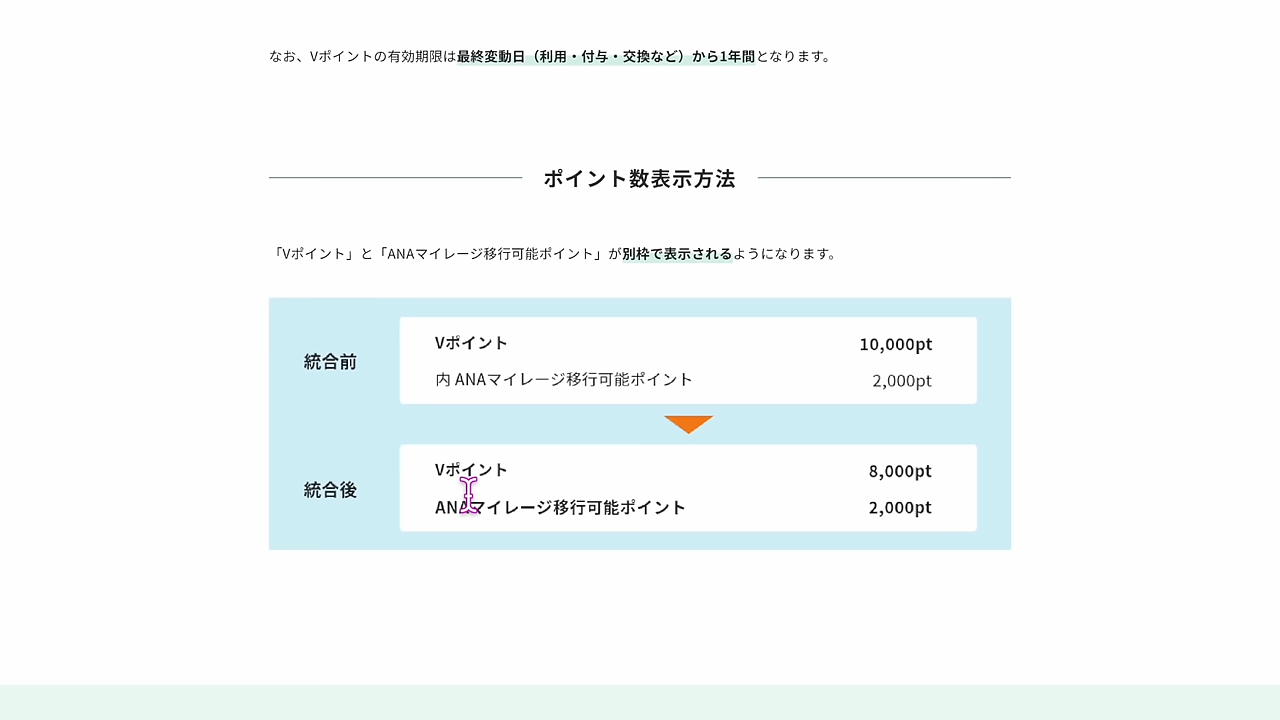 なお、Vポイントの有効期限は最終変動日（利用・付与・交換など）から1年間となります。
ポイント数表示方法
「Vポイント」と「ANAマイレージ移行可能ポイント」が別枠で表示されるようになります。
統合前
Vポイント 10,000pt
内 ANAマイレージ移行可能ポイント 2,000pt
統合後
Vポイント 8,000pt
ANAマイレージ移行可能ポイント 2,000pt